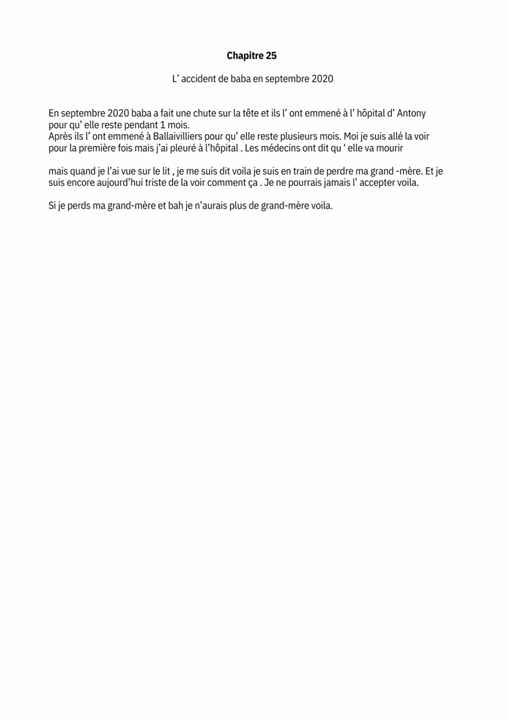 Chapitre 25
L’ accident de baba en septembre 2020
En septembre 2020 baba a fait une chute sur la tête et ils l’ ont emmené à l’ hôpital d’ Antony
pour qu’ elle reste pendant 1 mois.
Après ils l’ ont emmené à Ballaivilliers pour qu’ elle reste plusieurs mois. Moi je suis allé la voir
pour la première fois mais j’ai pleuré à l’hôpital . Les médecins ont dit qu ‘ elle va mourir
mais quand je l’ai vue sur le lit , je me suis dit voila je suis en train de perdre ma grand -mère. Et je
suis encore aujourd’hui triste de la voir comment ça . Je ne pourrais jamais l’ accepter voila.
Si je perds ma grand-mère et bah je n’aurais plus de grand-mère voila.